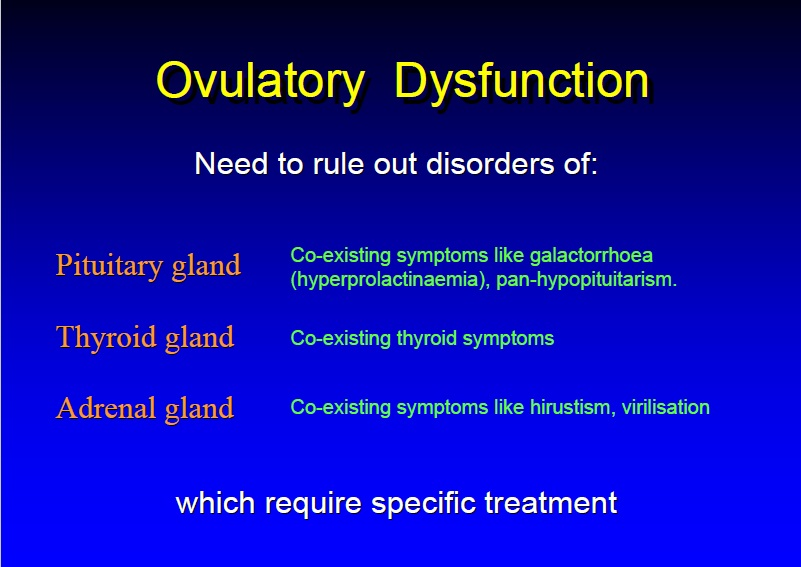 Ovulatory Dysfunction
Need to rule out disorders of:
Pituitary gland
Co-existing symptoms like galactorrhoea
(hyperprolactinaemia), pan-hypopituitarism.
Thyroid gland
Co-existing thyroid symptoms
Adrenal gland
Co-existing symptoms like hirustism, virilisation
which require specific treatment